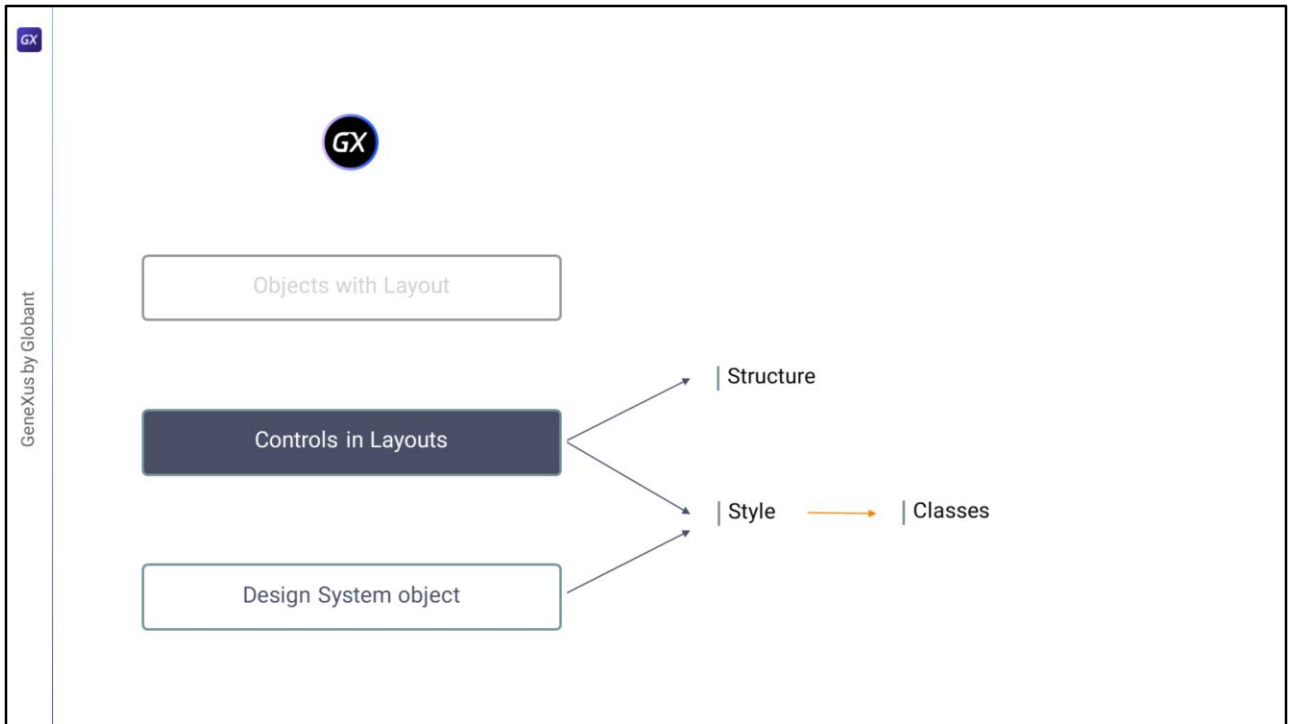 GX
GeneXus by Globant
GX
Objects with Layout
Structure
Controls in Layouts
Style
Classes
Design System object